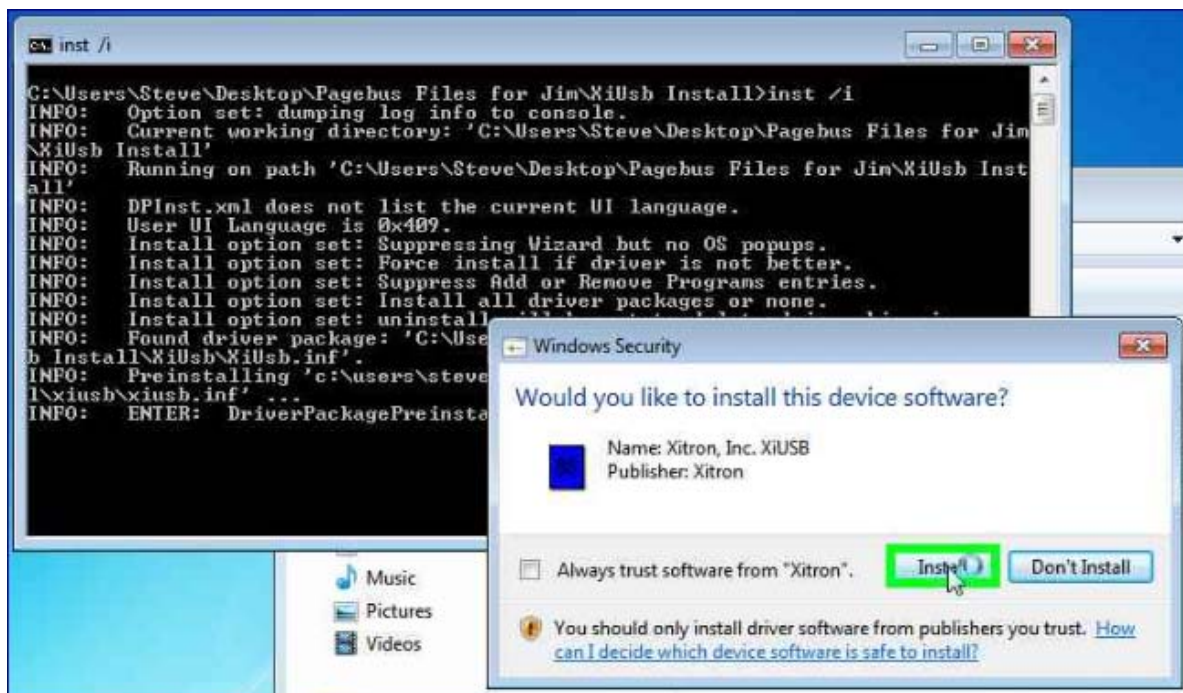 inst /i
C:\Users\Steve\Desktop\Pagebus Files for Jim\XiUsb Install>inst /i
INFO: Option set: dumping log info to console.
INFO: Current working directory: 'C:\Users\Steve\Desktop\Pagebus Files for Jim
\XiUsb Install'
INFO: Running on path 'C:\Users\Steve\Desktop\Pagebus Files for Jim\XiUsb Inst
all'
INFO: DPInst.xml does not list the current UI language.
INFO: User UI Language is 0x409.
INFO: Install option set: Suppressing Wizard but no OS popups.
INFO: Install option set: Force install if driver is not better.
INFO: Install option set: Suppress Add or Remove Programs entries.
INFO: Install option set: Install all driver packages or none.
INFO: Install option set: uninstall
INFO: Found driver package: 'C:\Use
b Install\XiUsb\XiUsb.inf'.
INFO: Preinstalling 'c:\users\steve
l\xiusb\xiusb.inf' ...
INFO: ENTER: DriverPackagePreinsta
Windows Security
Would you like to install this device software?
Name: Xitron, Inc. XiUSB
Publisher: Xitron
Always trust software from "Xitron".
Install
Don't Install
You should only install driver software from publishers you trust. How
can I decide which device software is safe to install?
Music
Pictures
Videos